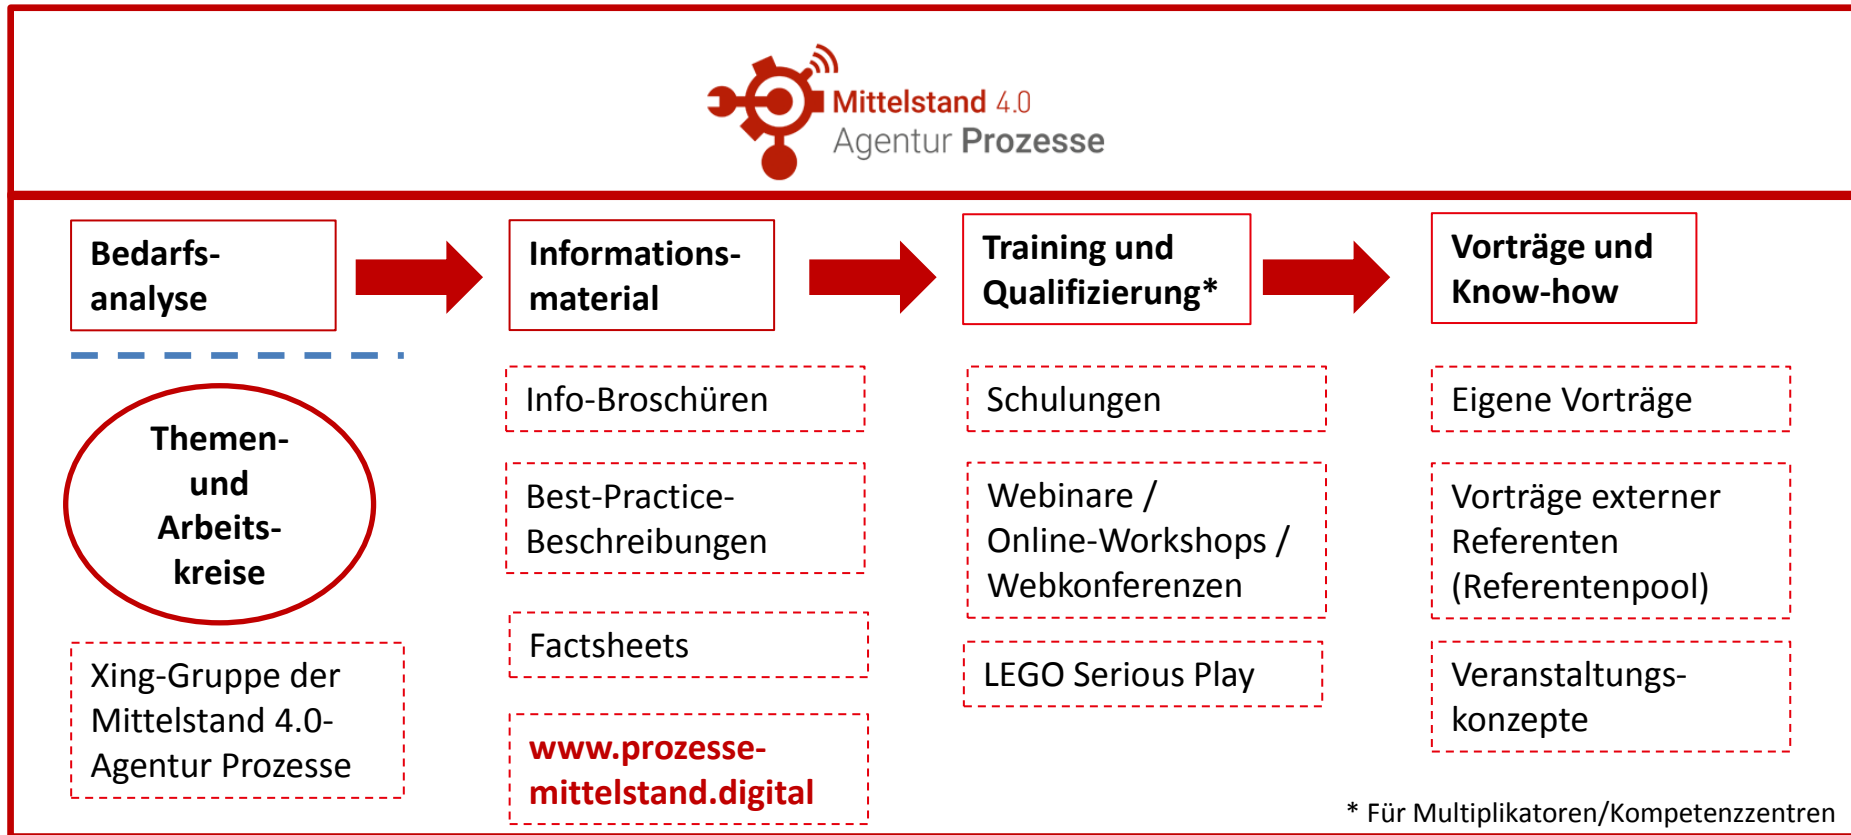 Mittelstand 4.0
Agentur Prozesse
Bedarfs-
analyse
Informations-
material
Training und
Qualifizierung*
Vorträge und
Know-how
Themen-
und
Arbeits-
kreise
Xing-Gruppe der
Mittelstand 4.0-
Agentur Prozesse
Info-Broschüren
Best-Practice-
Beschreibungen
Factsheets
www.prozesse-
mittelstand.digital
Schulungen
Webinare /
Online-Workshops /
Webkonferenzen
LEGO Serious Play
Eigene Vorträge
Vorträge externer
Referenten
(Referentenpool)
Veranstaltungs-
konzepte
* Für Multiplikatoren/Kompetenzzentren